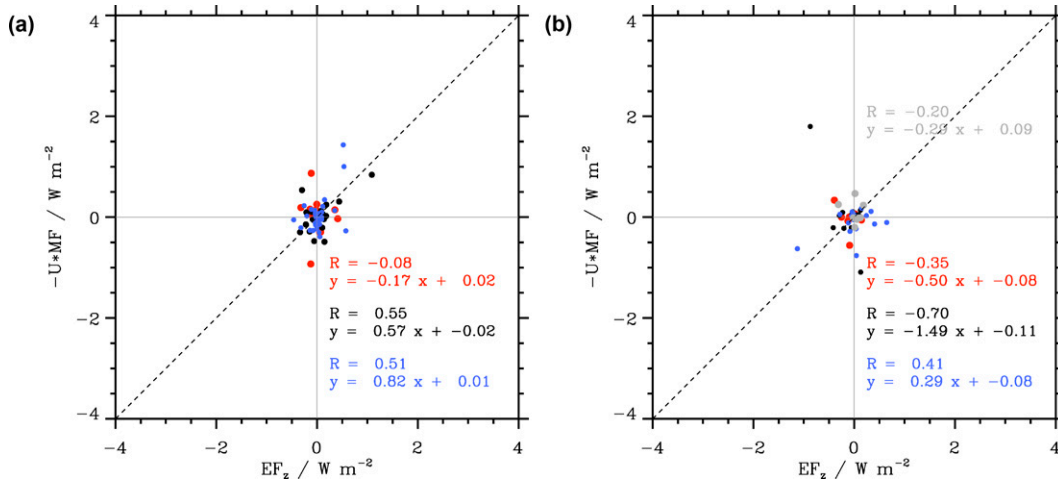 (a)
4
2
0
−2
−4
−U*MF / W m−2
R = −0.08
y = −0.17 x + 0.02
R = 0.55
y = 0.57 x + −0.02
R = 0.51
y = 0.82 x + 0.01
−4 −2 0 2 4
EFz / W m−2
(b)
4
2
0
−2
−4
−U*MF / W m−2
R = −0.20
y = −0.29 x + 0.09
R = −0.35
y = −0.50 x + −0.08
R = −0.70
y = −1.49 x + −0.11
R = 0.41
y = 0.29 x + −0.08
−4 −2 0 2 4
EFz / W m−2